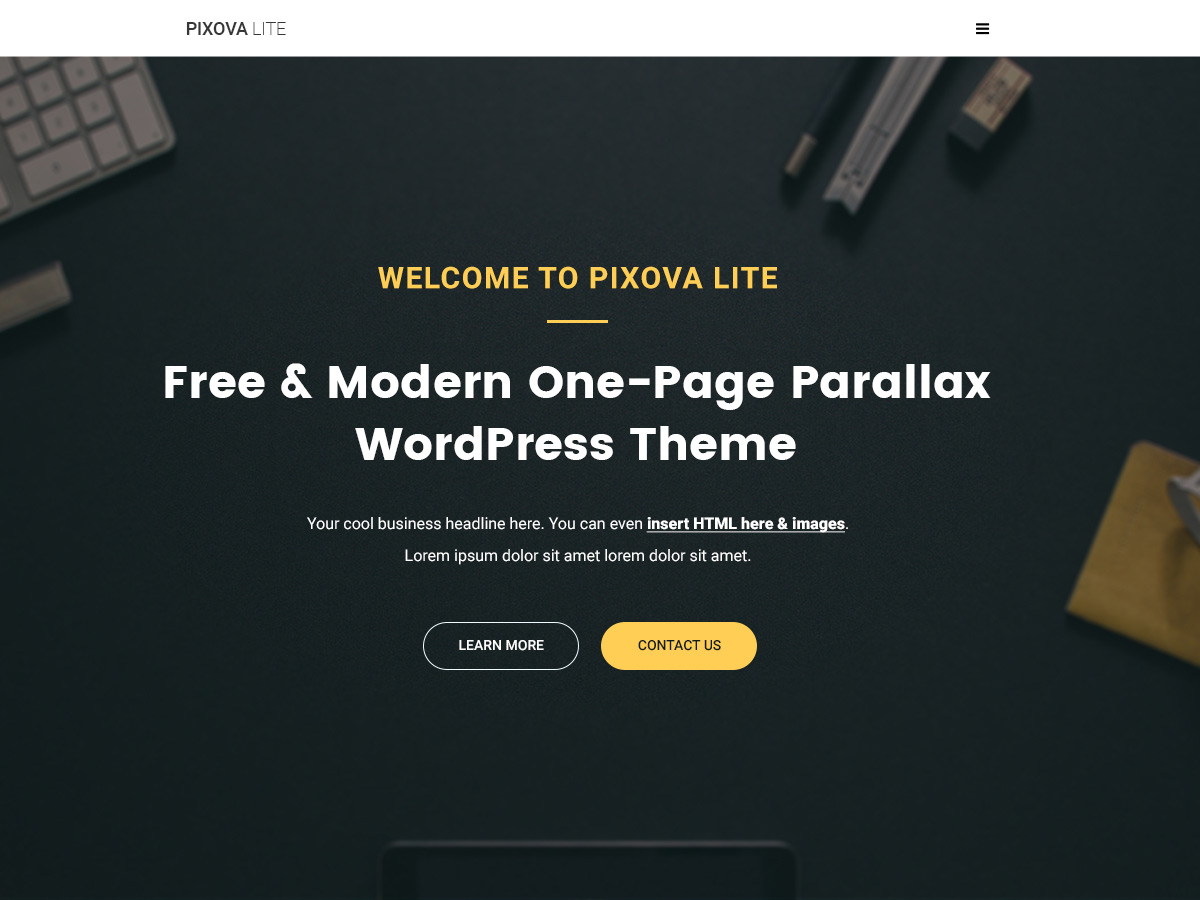 PIXOVA LITE
WELCOME TO PIXOVA LITE
Free & Modern One-Page Parallax
WordPress Theme
Your cool business headline here. You can even insert HTML here & images.
Lorem ipsum dolor sit amet lorem dolor sit amet.
LEARN MORE
CONTACT US